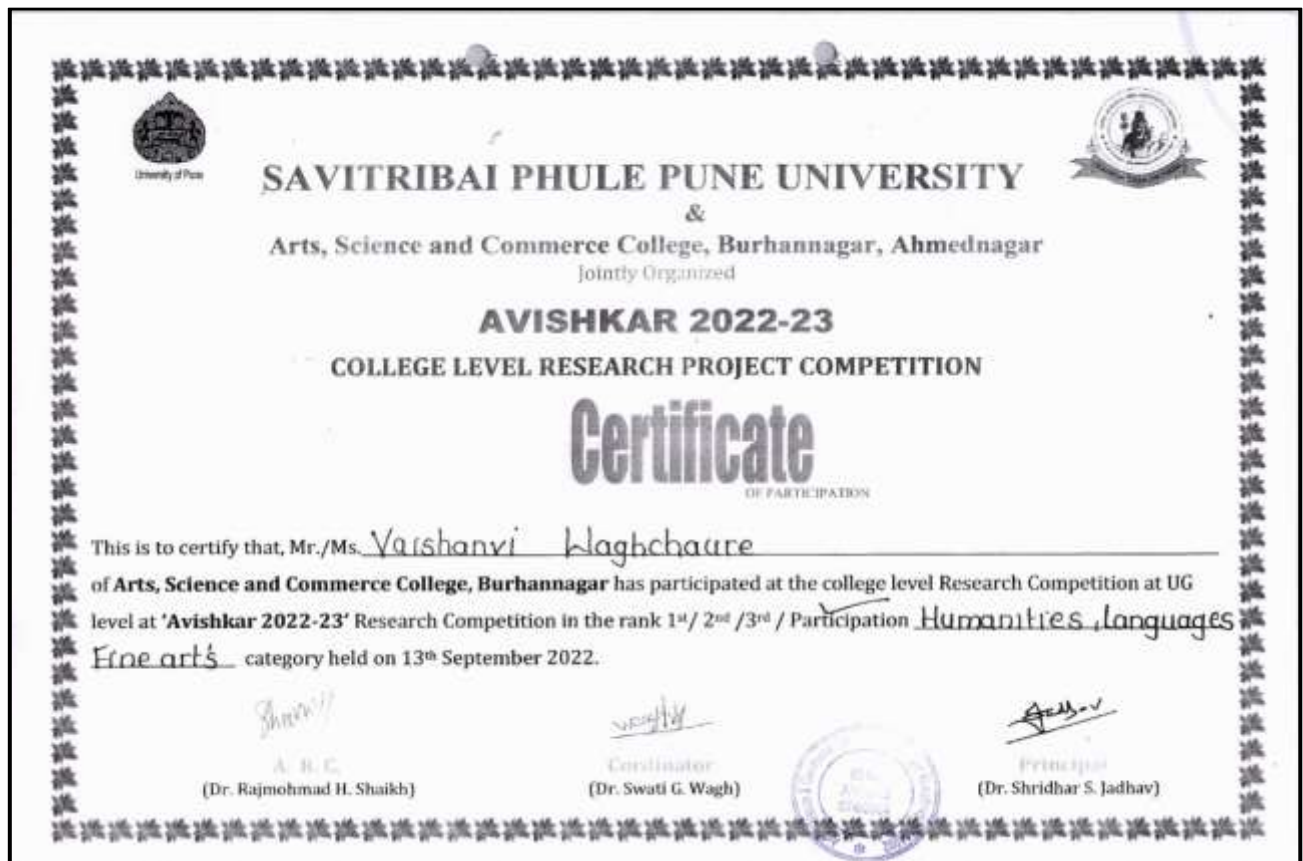 University of Pune
SAVITRIBAI PHULE PUNE UNIVERSITY
&
Arts, Science and Commerce College, Burhannagar, Ahmednagar
Jointly Organized
AVISHKAR 2022-23
COLLEGE LEVEL RESEARCH PROJECT COMPETITION
Certificate
OF PARTICIPATION
This is to certify that, Mr./Ms. Vaishanvi Waghchaure
of Arts, Science and Commerce College, Burhannagar has participated at the college level Research Competition at UG
level at 'Avishkar 2022-23' Research Competition in the rank 1st/ 2nd /3rd / Participation Humanities, languages
Fine arts category held on 13th September 2022.
A. R. C. Cordinator Principal
(Dr. Rajmohmad H. Shaikh) (Dr. Swati G. Wagh) (Dr. Shridhar S. Jadhav)